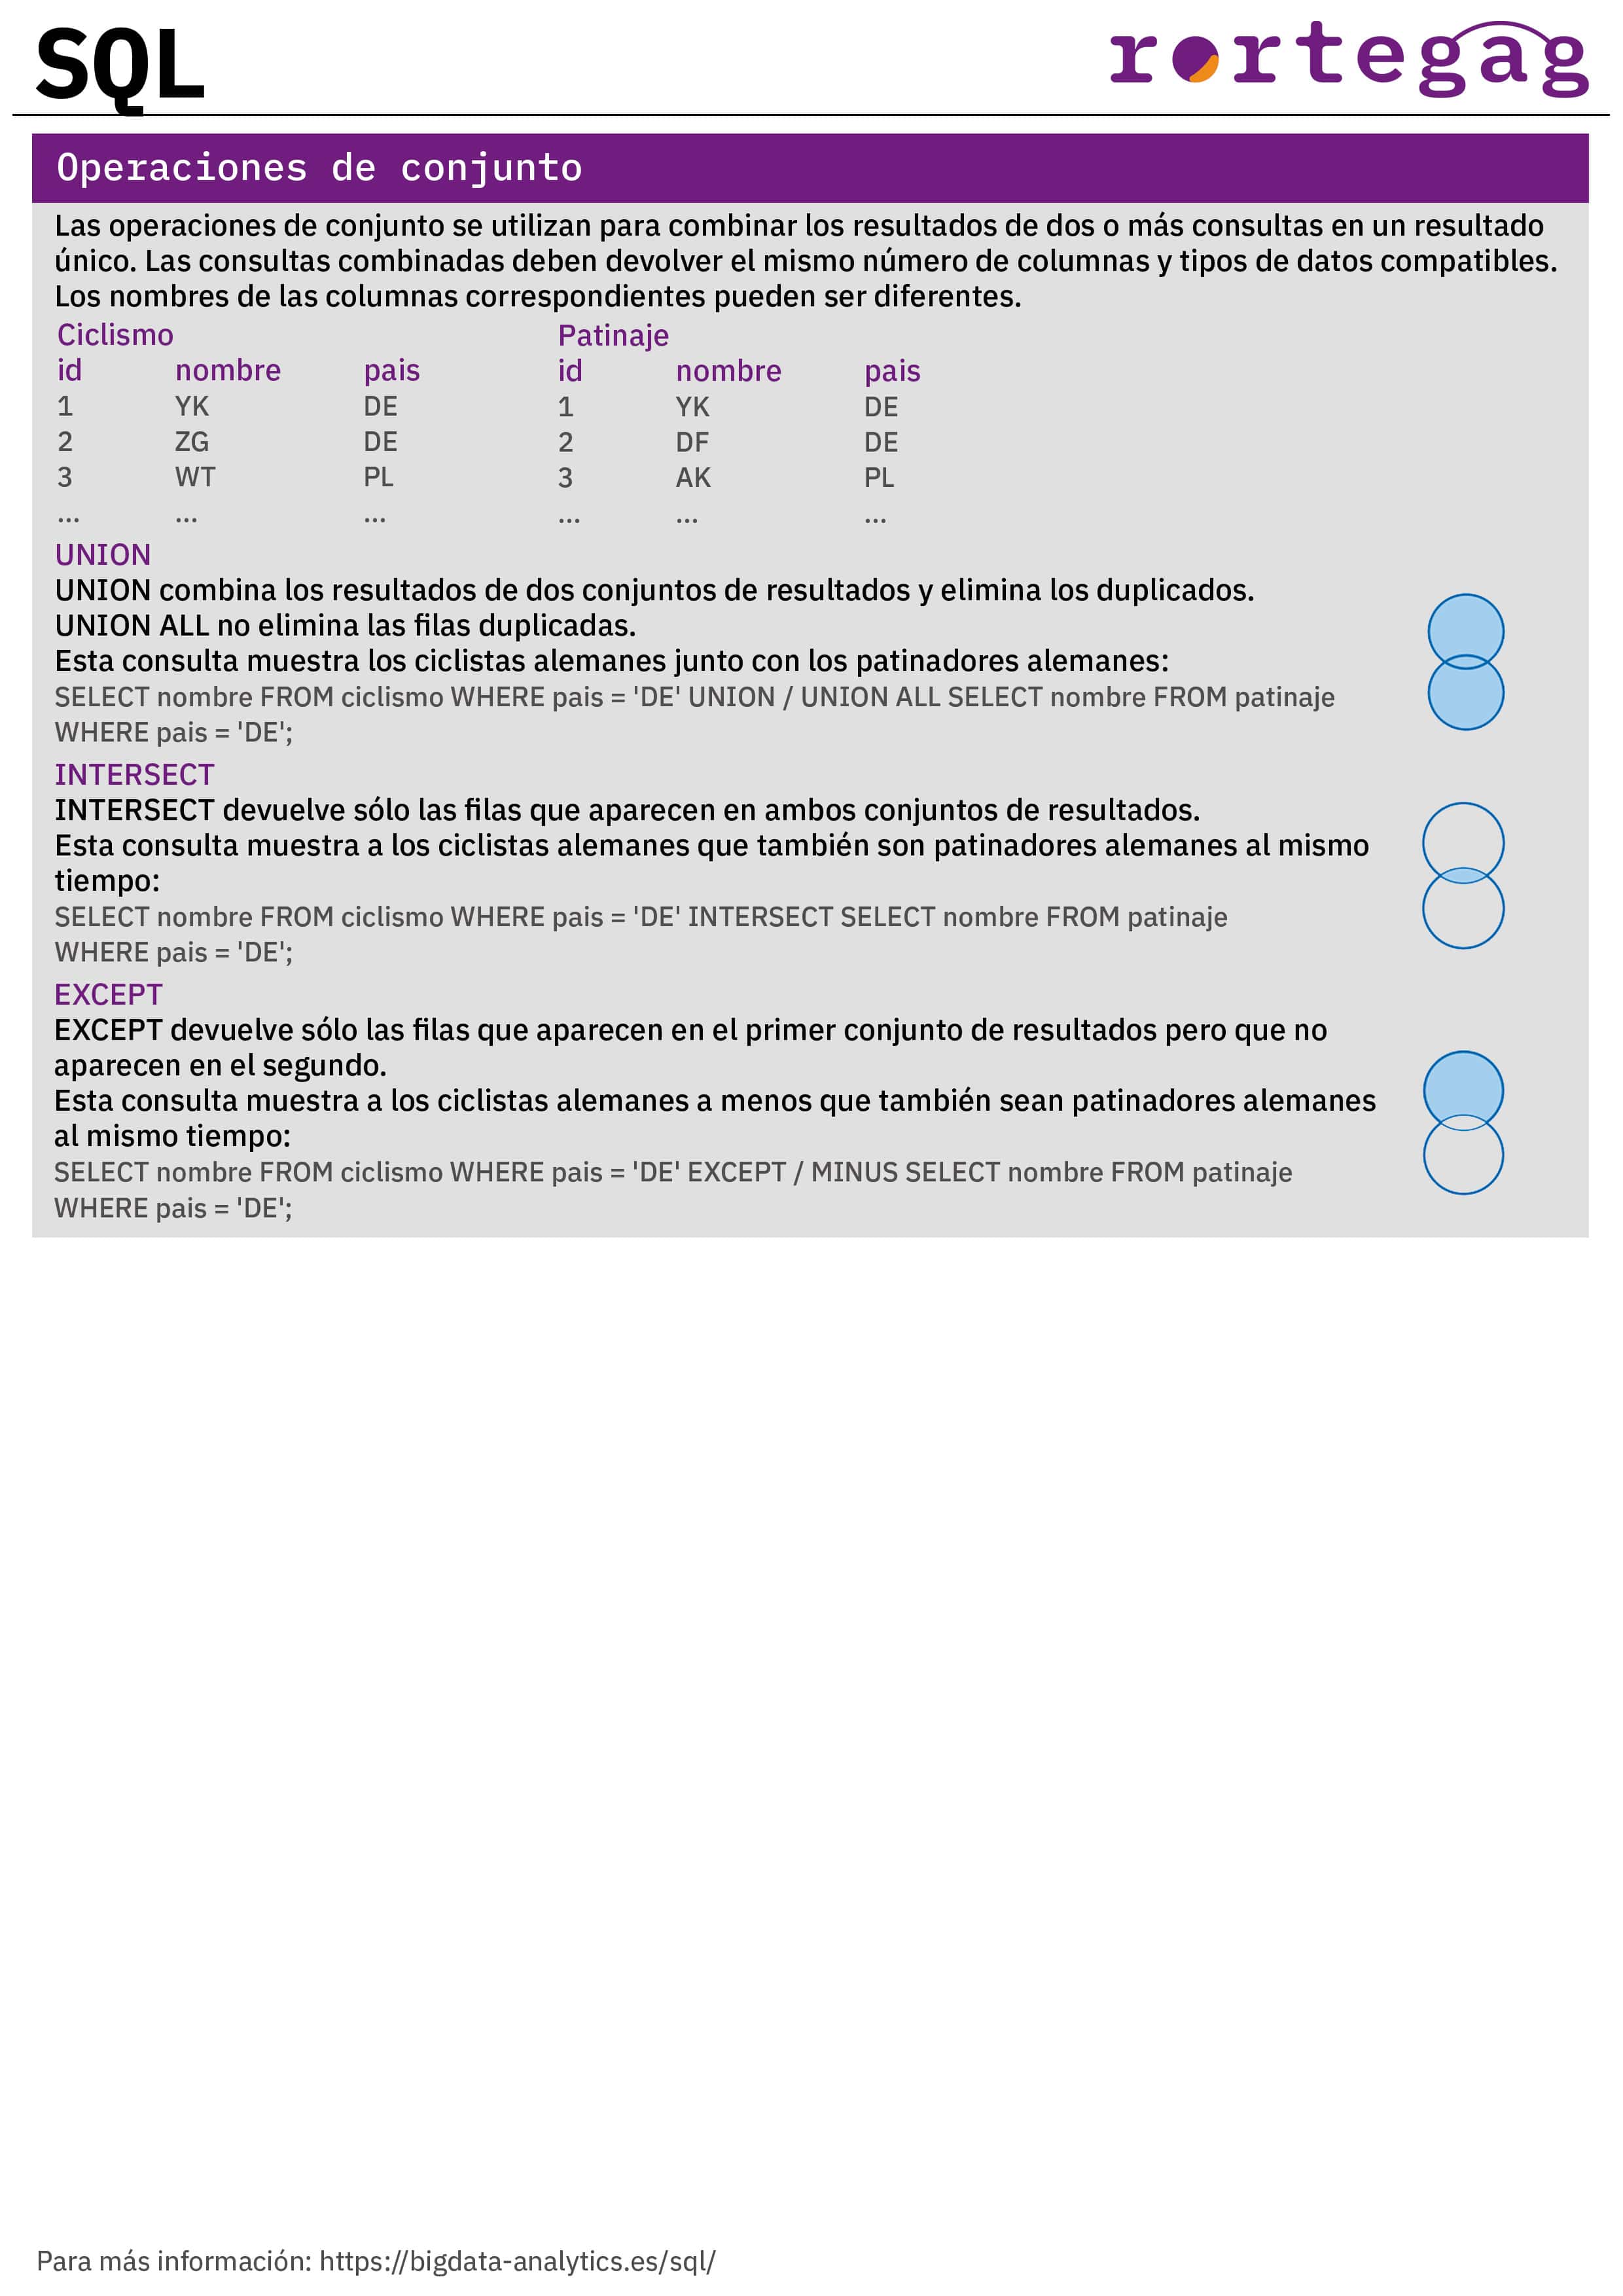 SQL
rortegag
Operaciones de conjunto
Las operaciones de conjunto se utilizan para combinar los resultados de dos o más consultas en un resultado
único. Las consultas combinadas deben devolver el mismo número de columnas y tipos de datos compatibles.
Los nombres de las columnas correspondientes pueden ser diferentes.
Ciclismo Patinaje
id nombre pais id nombre pais
1 YK DE 1 YK DE
2 ZG DE 2 DF DE
3 WT PL 3 AK PL
... ... ... ... ... ...
UNION
UNION combina los resultados de dos conjuntos de resultados y elimina los duplicados.
UNION ALL no elimina las filas duplicadas.
Esta consulta muestra los ciclistas alemanes junto con los patinadores alemanes:
SELECT nombre FROM ciclismo WHERE pais = 'DE' UNION / UNION ALL SELECT nombre FROM patinaje
WHERE pais = 'DE';
INTERSECT
INTERSECT devuelve sólo las filas que aparecen en ambos conjuntos de resultados.
Esta consulta muestra a los ciclistas alemanes que también son patinadores alemanes al mismo
tiempo:
SELECT nombre FROM ciclismo WHERE pais = 'DE' INTERSECT SELECT nombre FROM patinaje
WHERE pais = 'DE';
EXCEPT
EXCEPT devuelve sólo las filas que aparecen en el primer conjunto de resultados pero que no
aparecen en el segundo.
Esta consulta muestra a los ciclistas alemanes a menos que también sean patinadores alemanes
al mismo tiempo:
SELECT nombre FROM ciclismo WHERE pais = 'DE' EXCEPT / MINUS SELECT nombre FROM patinaje
WHERE pais = 'DE';
Para más información: https://bigdata-analytics.es/sql/